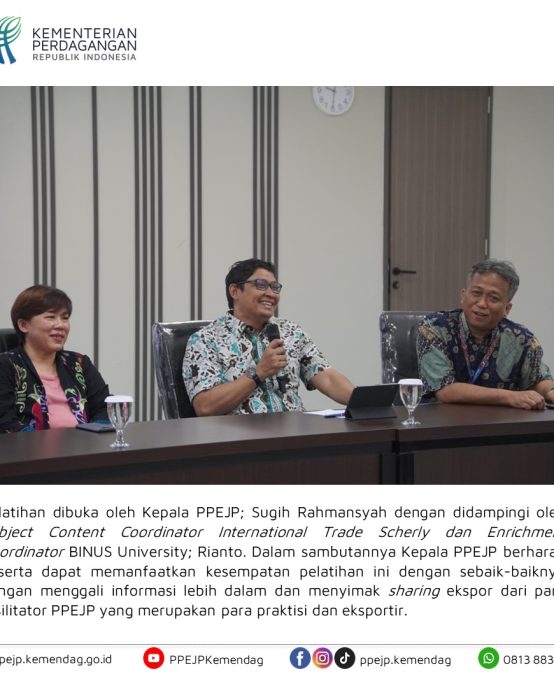 KEMENTERIAN
PERDAGANGAN
REPUBLIK INDONESIA
latihan dibuka oleh Kepala PPEJP; Sugih Rahmansyah dengan didampingi ole
bject Content Coordinator International Trade Scherly dan Enrichme
ordinator BINUS University; Rianto. Dalam sambutannya Kepala PPEJP berhara
serta dapat memanfaatkan kesempatan pelatihan ini dengan sebaik-baikny
ngan menggali informasi lebih dalam dan menyimak sharing ekspor dari par
silitator PPEJP yang merupakan para praktisi dan eksportir.
pejp.kemendag.go.id PPEJPKemendag ppejp.kemendag 0813 883